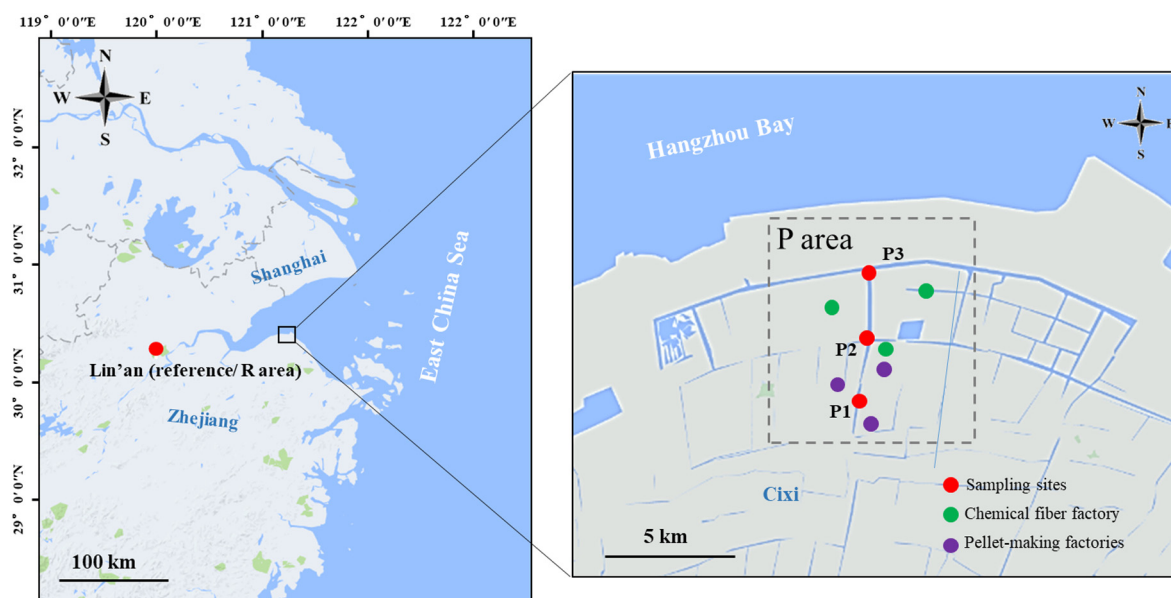 119° 0′0″E
120° 0′0″E
121° 0′0″E
122° 0′0″E
122° 0′0″E
N
W E
S
32° 0′0″N
31° 0′0″N
30° 0′0″N
29° 0′0″N
Shanghai
East China Sea
Lin'an (reference/ R area)
Zhejiang
100 km
Hangzhou Bay
N
W E
S
P area
P3
P2
P1
Cixi
Sampling sites
Chemical fiber factory
Pellet-making factories
5 km